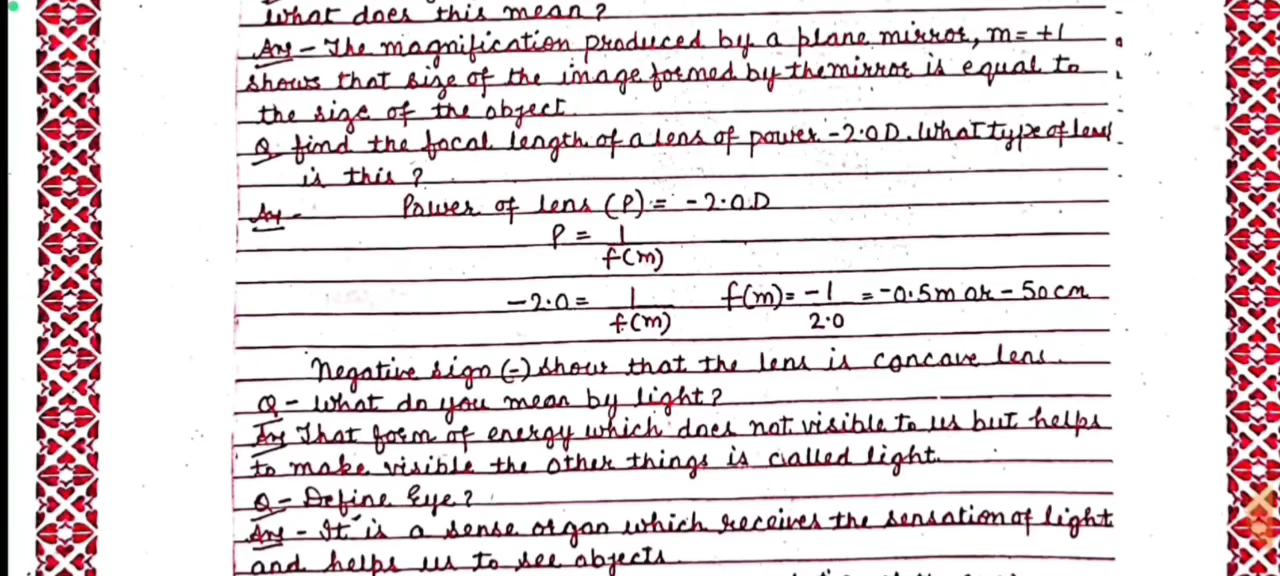 What does this mean?
Ans - The magnification produced by a plane mirror, m = +1
shows that size of the image formed by the mirror is equal to
the size of the object.
Q find the focal length of a lens of power -2.0D. What type of lens
is this?
Ans - Power of lens (P) = -2.0D
P = 1/f(m)
-2.0 = 1/f(m) f(m) = -1/2.0 = -0.5m or -50cm
Negative sign (-) shows that the lens is concave lens.
Q - What do you mean by light?
Ans That form of energy which does not visible to us but helps
to make visible the other things is called light.
Q - Define Eye?
Ans - It is a sense organ which receives the sensation of light
and helps us to see objects.